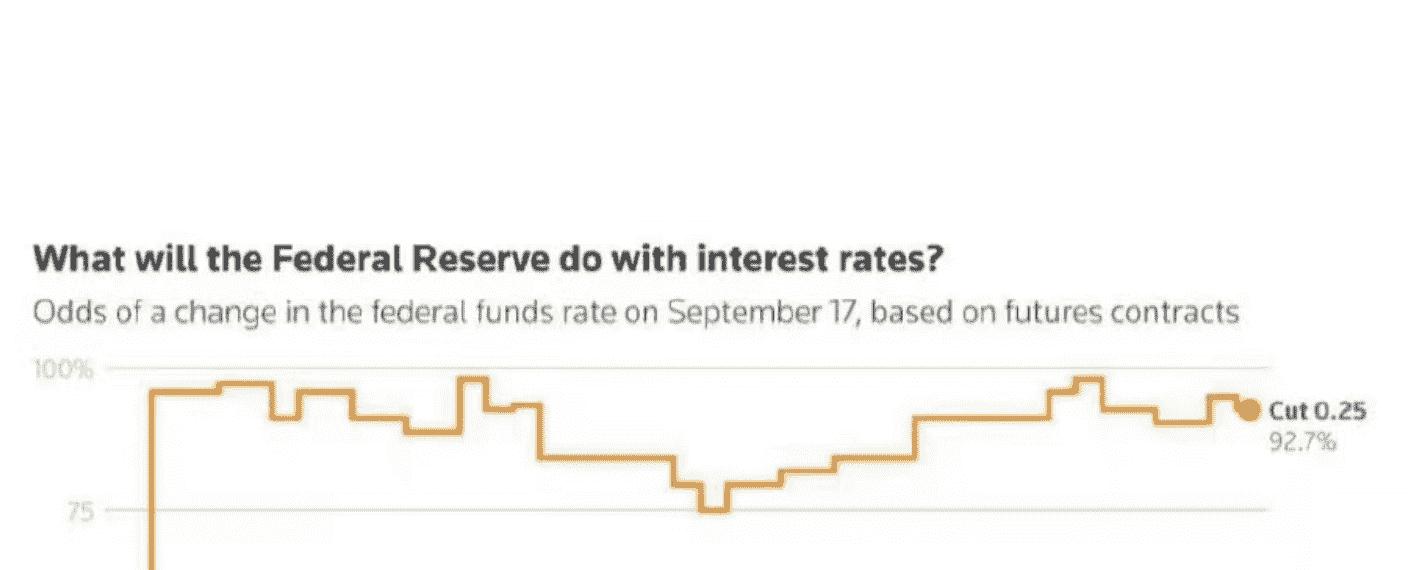 What will the Federal Reserve do with interest rates?
Odds of a change in the federal funds rate on September 17, based on futures contracts
100%
Cut 0.25
92.7%
75